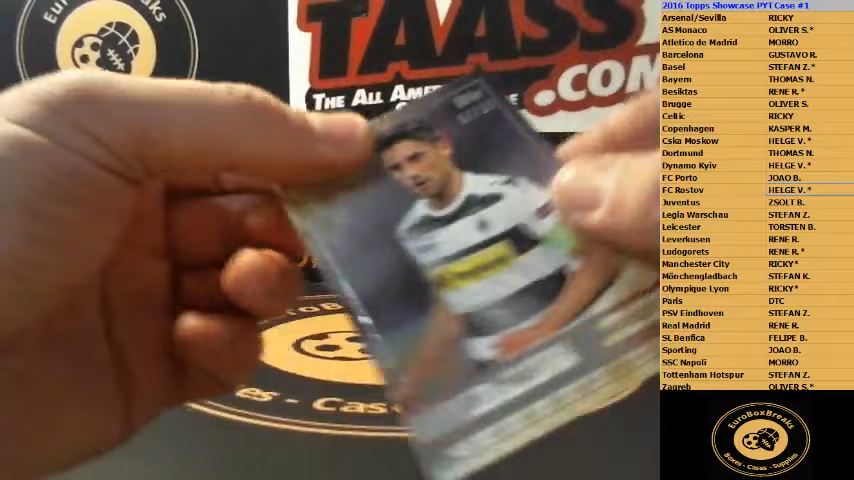 EuroBoxBreaks
TAASS
.COM
THE ALL AME
2016 Topps Showcase PYT Case #1
Arsenal/Sevilla RICKY
AS Monaco OLIVER S.*
Atletico de Madrid MORRO
Barcelona GUSTAVO R.
Basel STEFAN Z.*
Bayern THOMAS N.
Besiktas RENE R.*
Brugge OLIVER S.
Celtic RICKY
Copenhagen KASPER M.
Cska Moskow HELGE V.*
Dortmund THOMAS N.
Dynamo Kyiv HELGE V.*
FC Porto JOAO B.
FC Rostov HELGE V.*
Juventus ZSOLT B.
Legia Warschau STEFAN Z.
Leicester TORSTEN B.
Leverkusen RENE R.
Ludogorets RENE R.*
Manchester City RICKY*
Mönchengladbach STEFAN K.
Olympique Lyon RICKY*
Paris DTC
PSV Eindhoven STEFAN Z.
Real Madrid RENE R.
SL Benfica FELIPE B.
Sporting JOAO B.
SSC Napoli MORRO
Tottenham Hotspur STEFAN Z.
Zagreb OLIVER S.*
EuroBoxBreaks
Boxes - Cases - Supplies